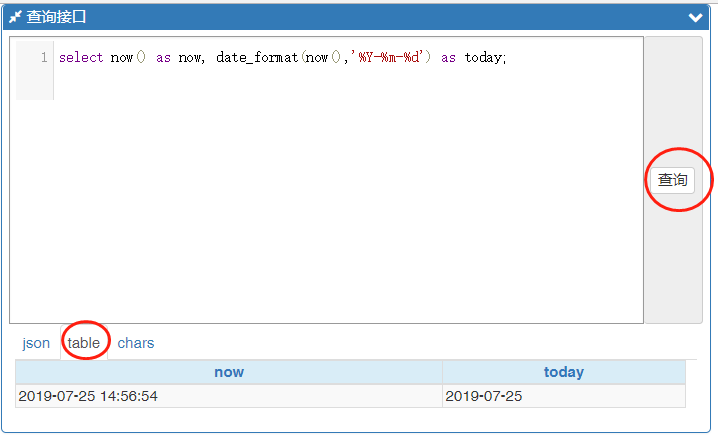 查询接口
1 select now() as now, date_format(now(),'%Y-%m-%d') as today;
查询
json table chars
now today
2019-07-25 14:56:54 2019-07-25